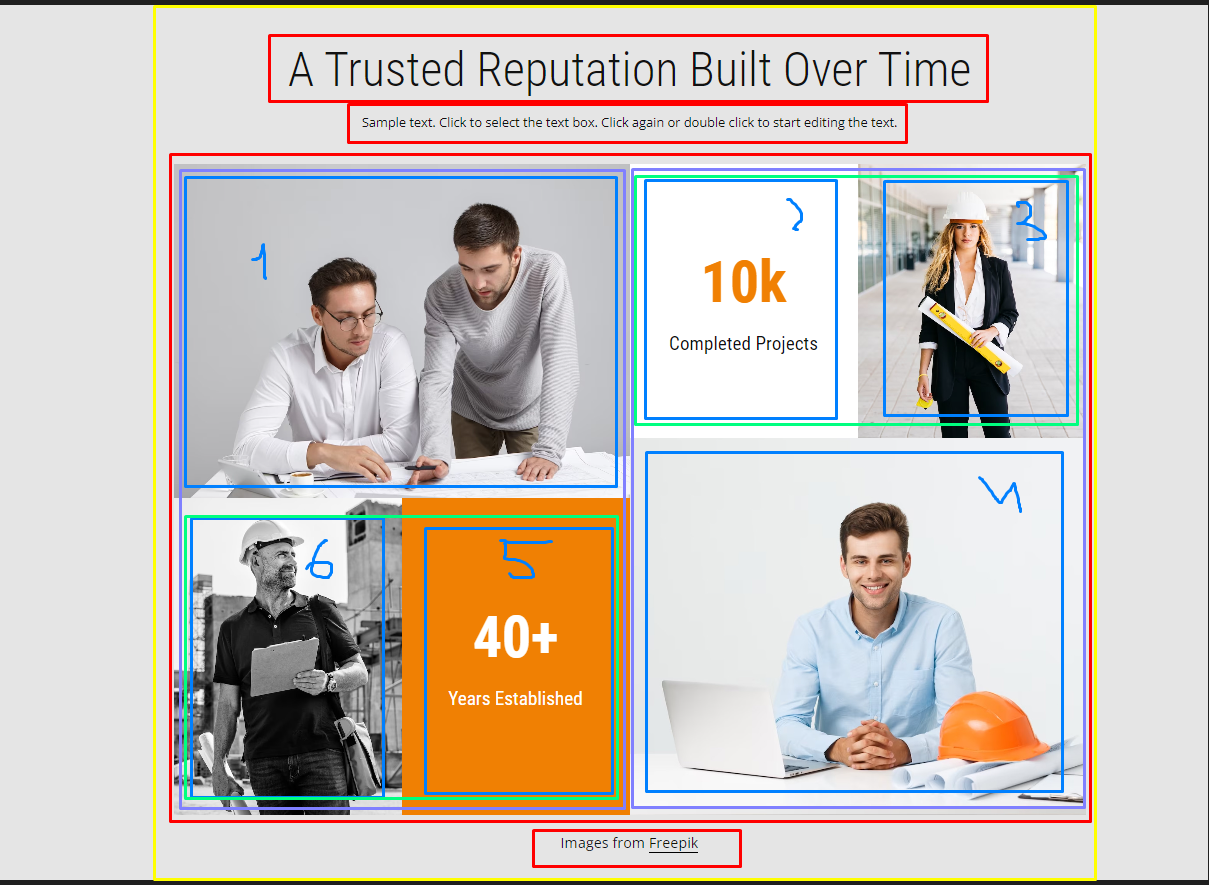 A Trusted Reputation Built Over Time
Sample text. Click to select the text box. Click again or double click to start editing the text.
1
2
3
10k
Completed Projects
4
6
5
40+
Years Established
Images from Freepik